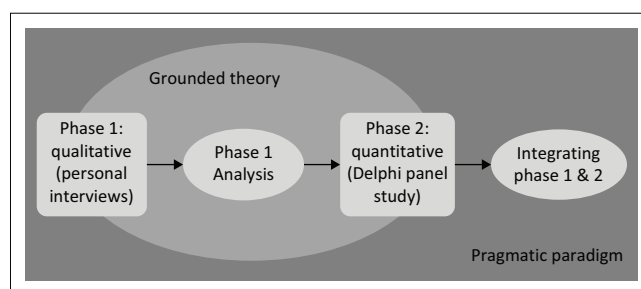 Grounded theory
Phase 1:
qualitative
(personal
interviews)
Phase 1
Analysis
Phase 2:
quantitative
(Delphi panel
study)
Integrating
phase 1 & 2
Pragmatic paradigm